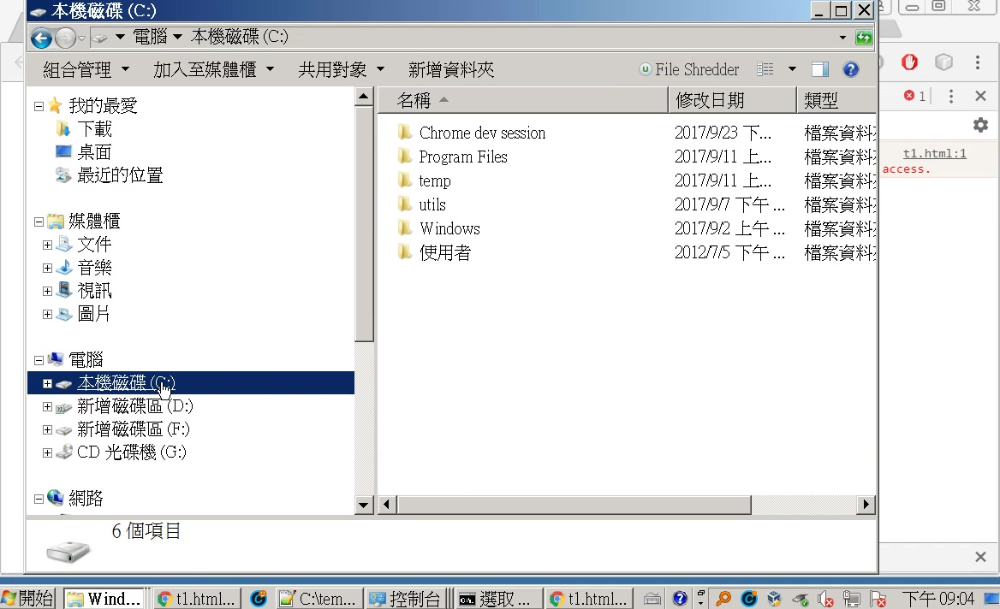 本機磁碟 (C:)
電腦 本機磁碟 (C:)
組合管理 加入至媒體櫃 共用對象 新增資料夾 File Shredder
我的最愛
下載
桌面
最近的位置
媒體櫃
文件
音樂
視訊
圖片
電腦
本機磁碟 (C:)
新增磁碟區 (D:)
新增磁碟區 (F:)
CD 光碟機 (G:)
網路
名稱 修改日期 類型
Chrome dev session 2017/9/23 下... 檔案資料夾
Program Files 2017/9/11 上... 檔案資料夾
temp 2017/9/11 上... 檔案資料夾
utils 2017/9/7 下午 ... 檔案資料夾
Windows 2017/9/2 上午 ... 檔案資料夾
使用者 2012/7/5 下午 ... 檔案資料夾
6 個項目
1
t1.html:1
access.
開始 Wind... t1.html... C:\tem... 控制台 選取 ... t1.html... 下午 09:04